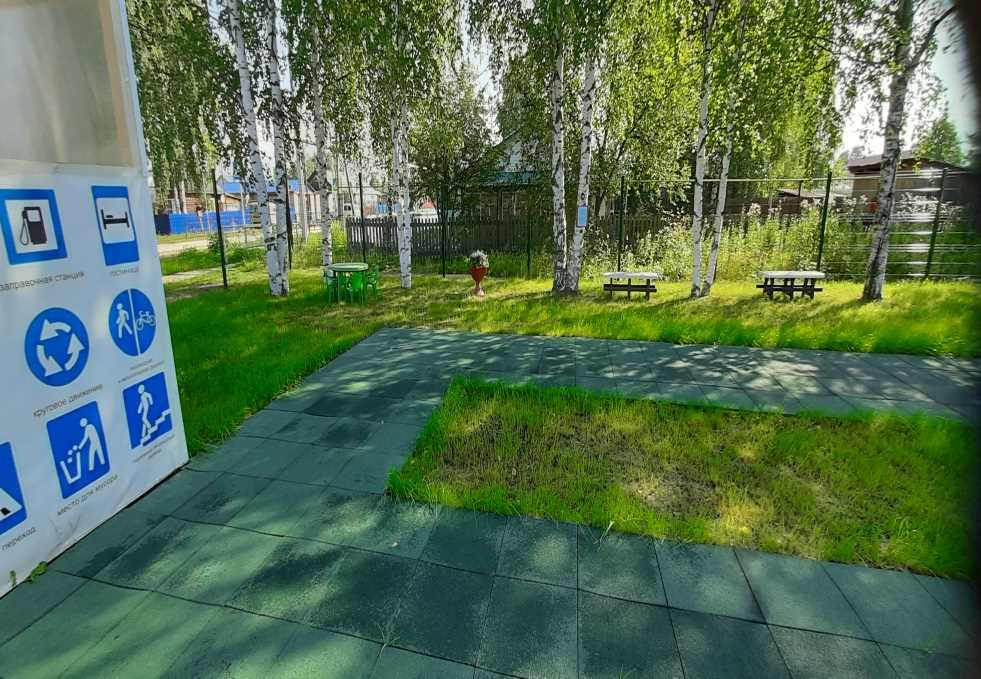 заправочная станция
гостиница
круговое движение
место для мусора
переход